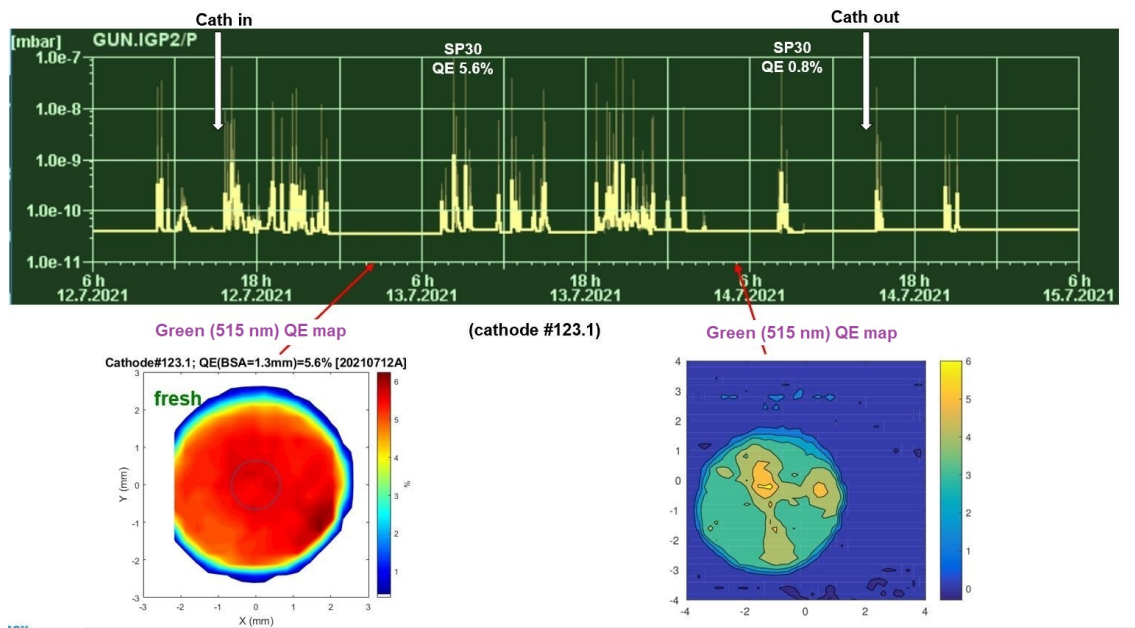 Cath in
Cath out
[mbar] GUN.IGP2/P
SP30
QE 5.6%
SP30
QE 0.8%
1.0e-7
1.0e-8
1.0e-9
1.0e-10
1.0e-11
6 h 18 h 6 h 18 h 6 h 18 h 6 h
12.7.2021 12.7.2021 13.7.2021 13.7.2021 14.7.2021 14.7.2021 15.7.2021
Green (515 nm) QE map
(cathode #123.1)
Green (515 nm) QE map
Cathode#123.1; QE(BSA=1.3mm)=5.6% [20210712A]
fresh
3
2
1
0
-1
-2
-3
Y (mm)
-3 -2 -1 0 1 2 3
X (mm)
6
5
4
3
2
1
%
4
3
2
1
0
-1
-2
-3
-4
-4 -2 0 2 4
6
5
4
3
2
1
0